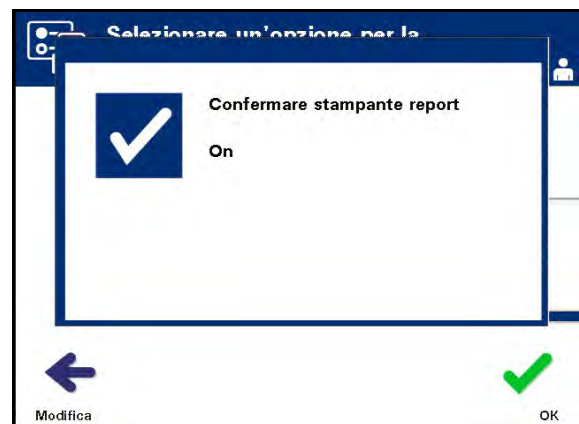 Selezionare un'opzione per la
Confermare stampante report
On
Modifica
OK